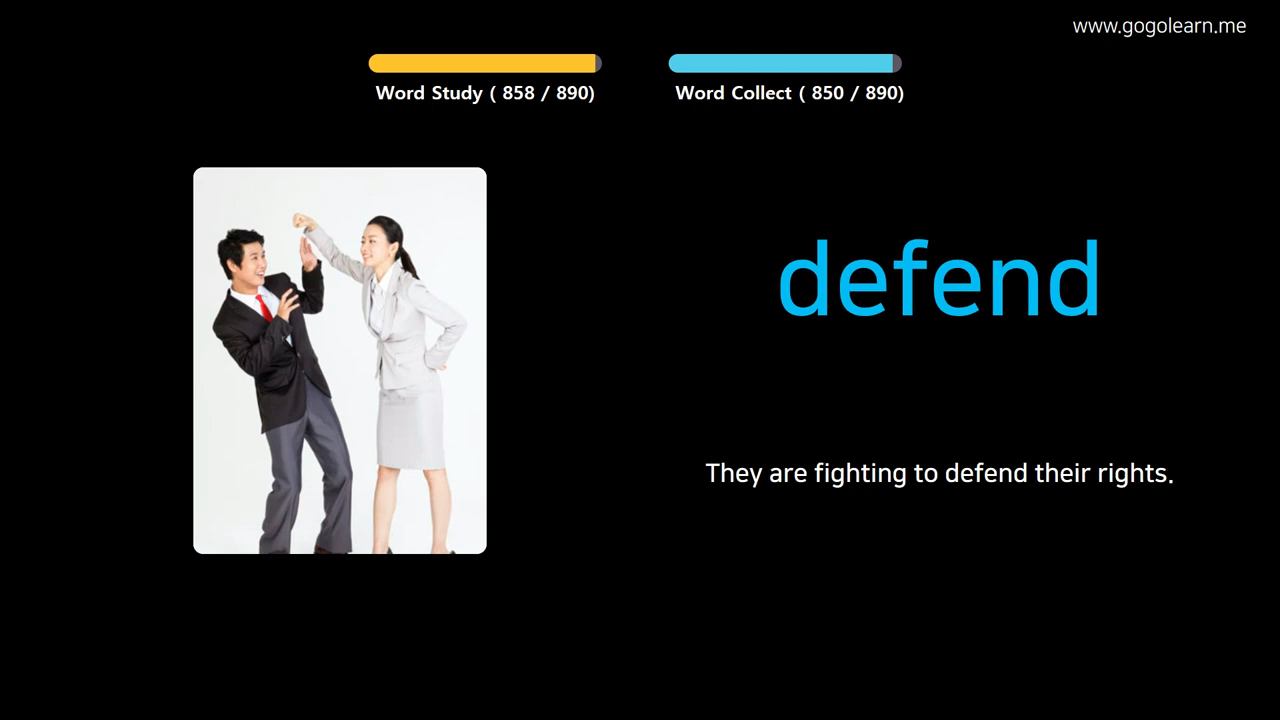 www.gogolearn.me
Word Study ( 858 / 890)
Word Collect ( 850 / 890)
defend
They are fighting to defend their rights.